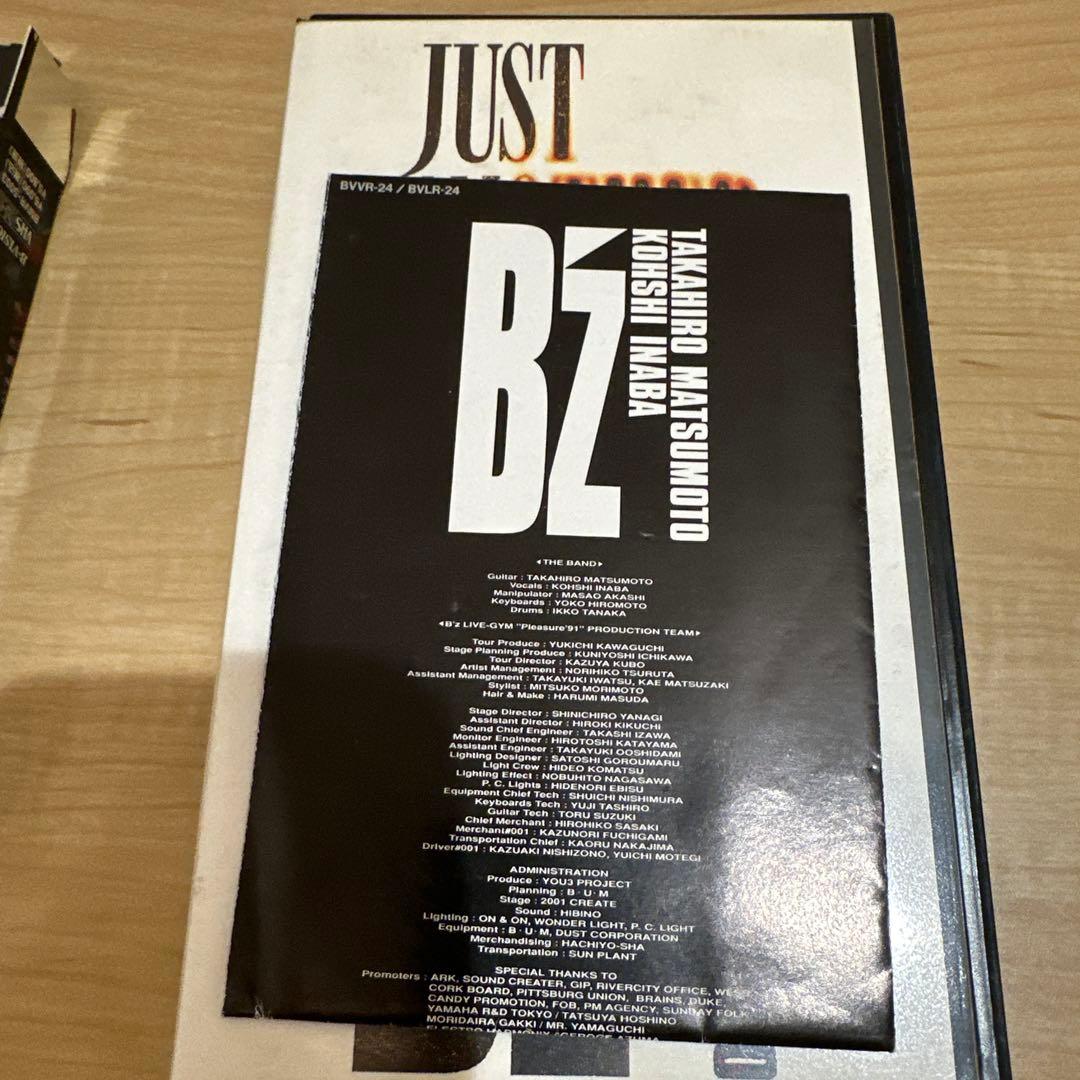 JUST
BVVR-24 / BVLR-24
B'z
TAKAHIRO MATSUMOTO
KOHSHI INABA
◀THE BAND▶
Guitar : TAKAHIRO MATSUMOTO
Vocals : KOHSHI INABA
Manipulator : MASAO AKASHI
Keyboards : YOKO HIROMOTO
Drums : IKKO TANAKA
◀B'z LIVE-GYM "Pleasure'91" PRODUCTION TEAM▶
Tour Produce : YUKICHI KAWAGUCHI
Stage Planning Produce : KUNIYOSHI ICHIKAWA
Tour Director : KAZUYA KUBO
Artist Management : NORIHIKO TSURUTA
Assistant Management : TAKAYUKI IWATSU, KAE MATSUZAKI
Stylist : MITSUKO MORIMOTO
Hair & Make : HARUMI MASUDA
Stage Director : SHINICHIRO YANAGI
Assistant Director : HIROKI KIKUCHI
Sound Chief Engineer : TAKASHI IZAWA
Monitor Engineer : HIROTOSHI KATAYAMA
Assistant Engineer : TAKAYUKI OOSHIDAMI
Lighting Designer : SATOSHI GOROUMARU
Light Crew : HIDEO KOMATSU
Lighting Effect : NOBUHITO NAGASAWA
P. C. Lights : HIDENORI EBISU
Equipment Chief Tech : SHUICHI NISHIMURA
Keyboards Tech : YUJI TASHIRO
Guitar Tech : TORU SUZUKI
Chief Merchant : HIROHIKO SASAKI
Merchant#001 : KAZUNORI FUCHIGAMI
Transportation Chief : KAORU NAKAJIMA
Driver#001 : KAZUAKI NISHIZONO, YUICHI MOTEGI
ADMINISTRATION
Produce : YOU3 PROJECT
Planning : B・U・M
Stage : 2001 CREATE
Sound : HIBINO
Lighting : ON & ON, WONDER LIGHT, P. C. LIGHT
Equipment : B・U・M, DUST CORPORATION
Merchandising : HACHIYO-SHA
Transportation : SUN PLANT
SPECIAL THANKS TO
Promoters : ARK, SOUND CREATER, GIP, RIVERCITY OFFICE,
CORK BOARD, PITTSBURG UNION, BRAINS, DUKE,
CANDY PROMOTION, FOB, PM AGENCY, SUNDAY FOLK
YAMAHA R&D TOKYO / TATSUYA HOSHINO
MORIDAIRA GAKKI / MR. YAMAGUCHI